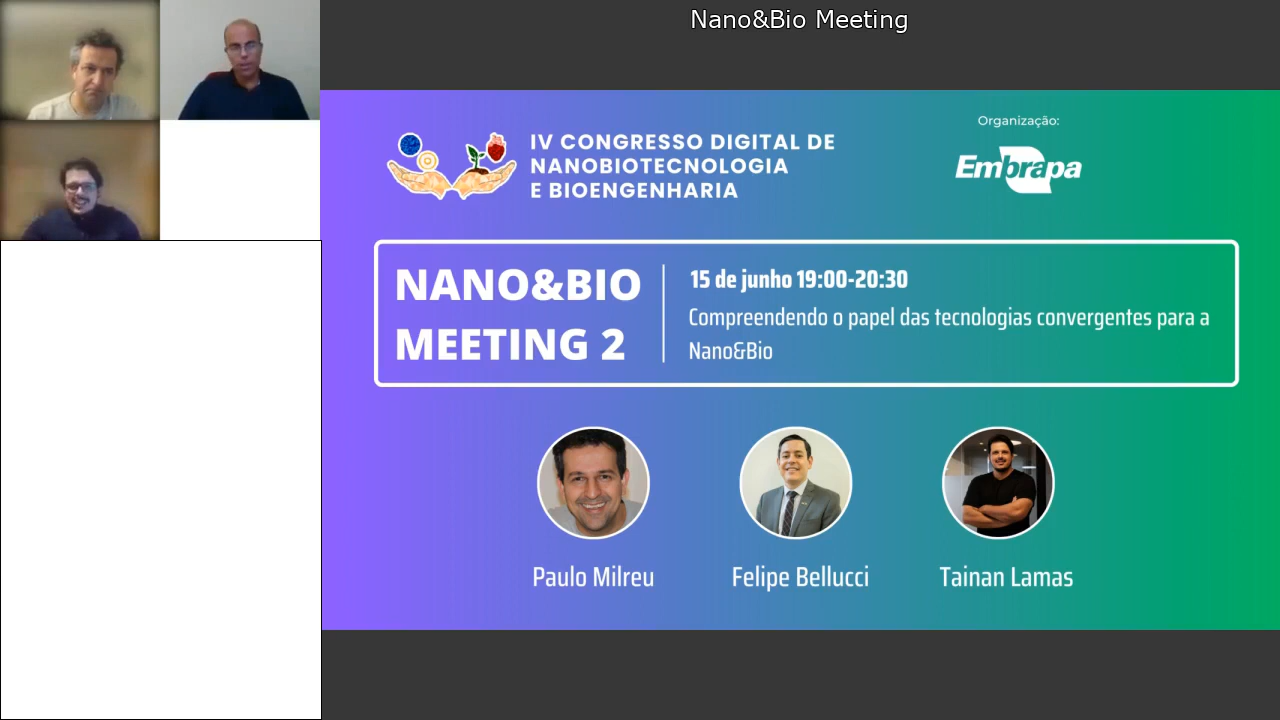 Nano&Bio Meeting
IV CONGRESSO DIGITAL DE
NANOBIOTECNOLOGIA
E BIOENGENHARIA
Organização:
Embrapa
NANO&BIO
MEETING 2
15 de junho 19:00-20:30
Compreendendo o papel das tecnologias convergentes para a
Nano&Bio
Paulo Milreu
Felipe Bellucci
Tainan Lamas